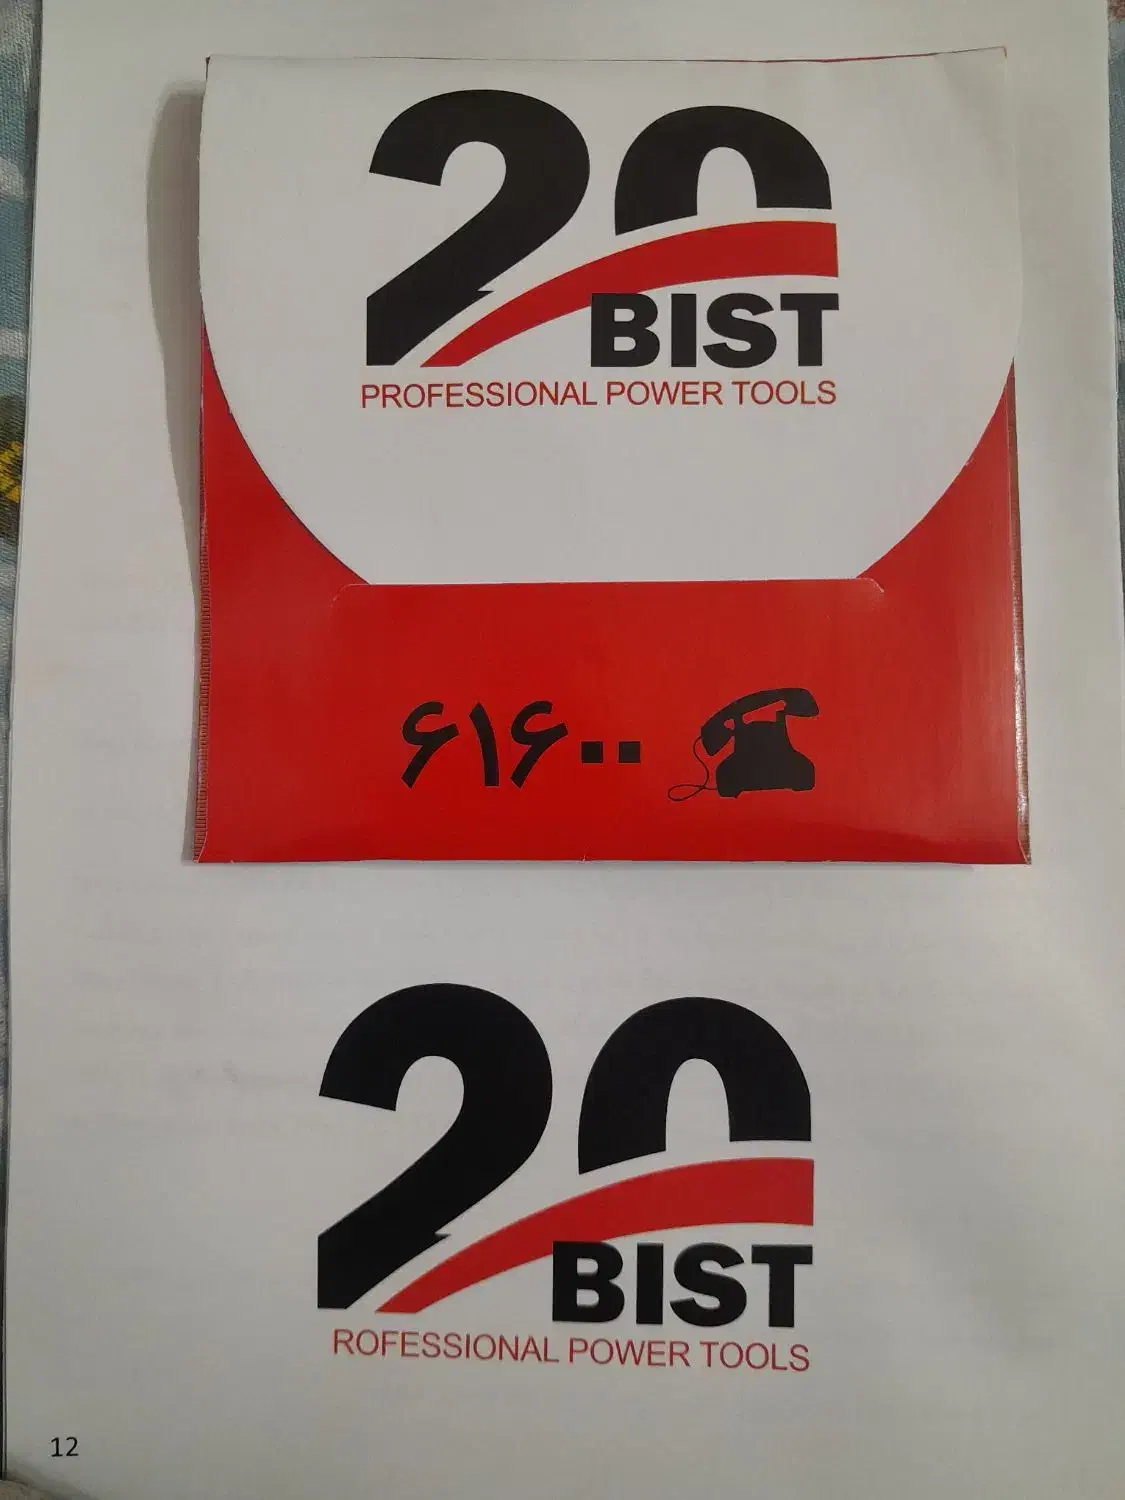 20
BIST
PROFESSIONAL POWER TOOLS
۶۱۶۰۰
20
BIST
ROFESSIONAL POWER TOOLS
12